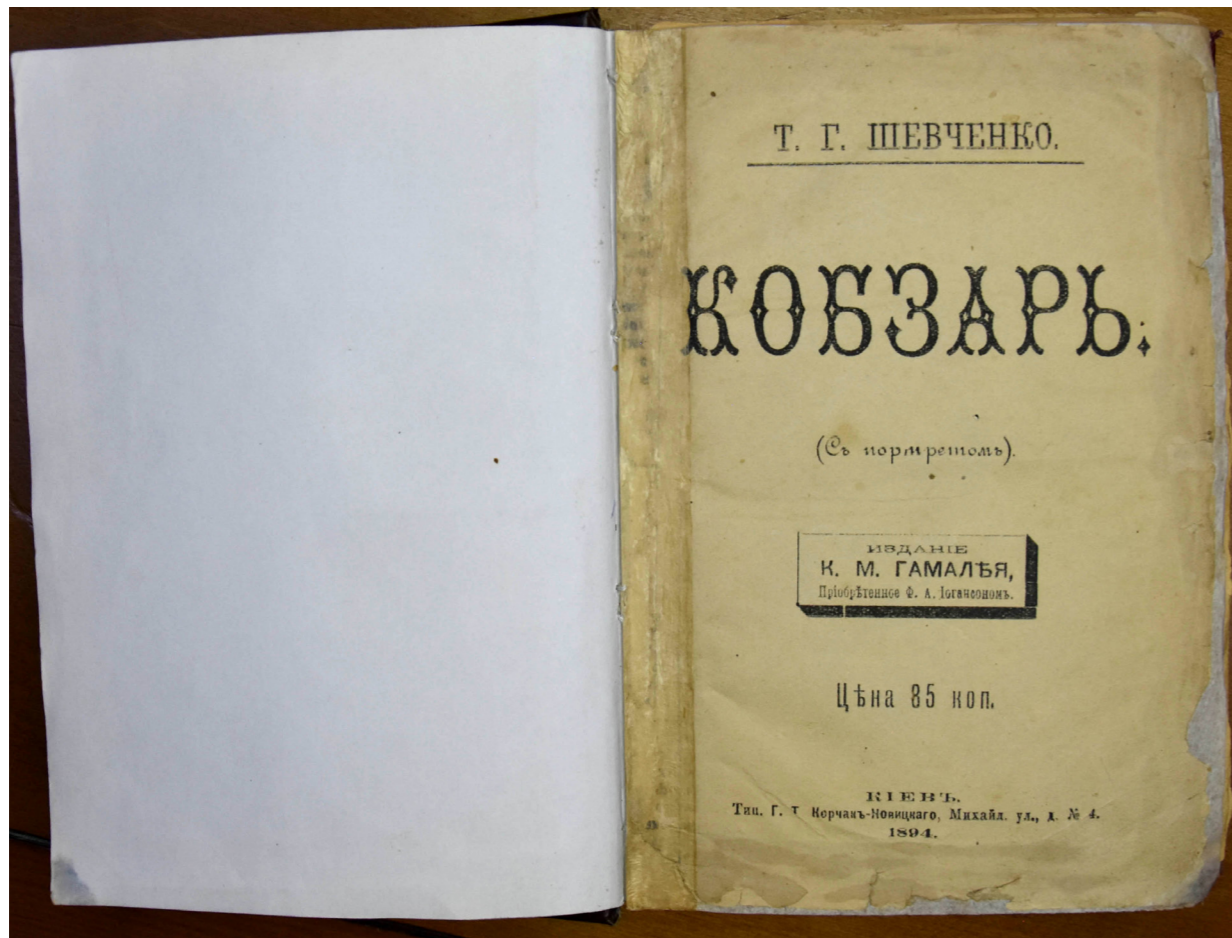 Т. Г. ШЕВЧЕНКО.
КОБЗАРЬ.
(Съ портретомъ).
ИЗДАНІЕ
К. М. ГАМАЛѢЯ,
Пріобрѣтенное Ф. А. Іогансономъ.
Цѣна 85 коп.
КІЕВЪ.
Тип. Г. Т Корчакъ-Новицкаго, Михайл. ул., д. № 4.
1894.